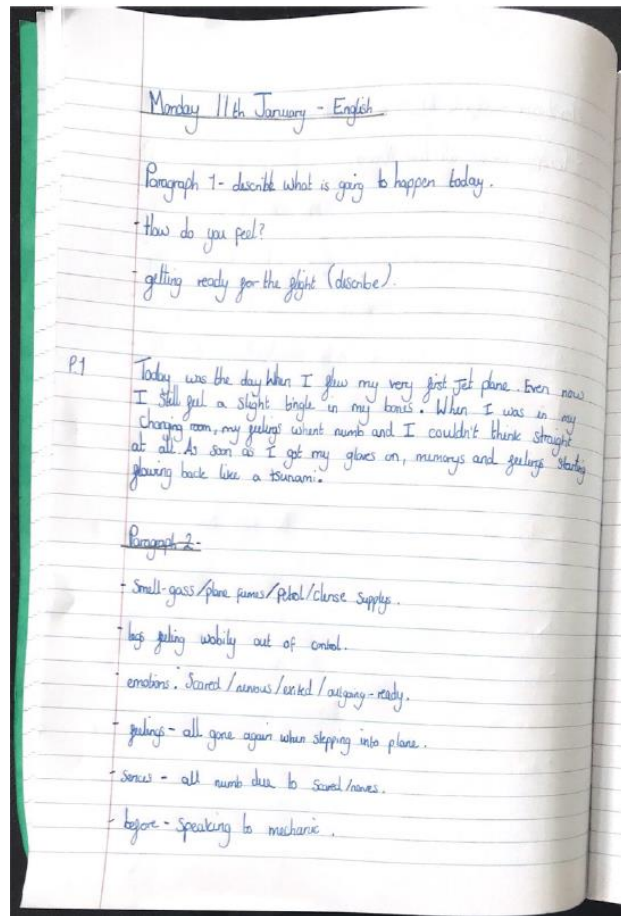 Monday 11th January - English
Paragraph 1 - describe what is going to happen today.
- How do you feel?
- getting ready for the flight (describe).
P.1 Today was the day when I flew my very first Jet plane. Even now
I still feel a slight tingle in my bones. When I was in my
Changing room, my feelings whent numb and I couldn't think straight
at all. As soon as I got my gloves on, mumorys and feelings starting
flowing back like a tsunami.
Paragraph 2 -
- Smell - gass/plane fumes/petrol/clense supplys.
- legs feeling wobily out of control.
- emotions. Scared/nervous/exited/outgoing - ready.
- feelings - all gone again when stepping into plane.
- sences - all numb due to scared/nerves.
- before - speaking to mechanic.